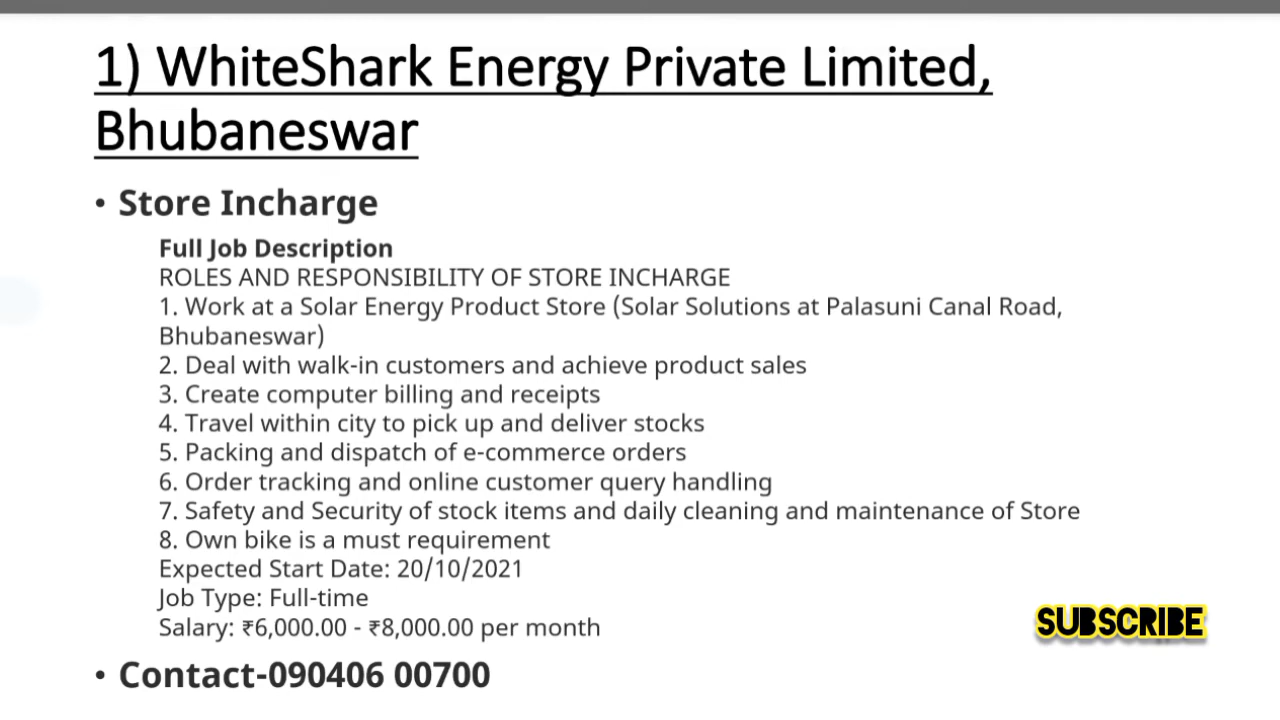 1) WhiteShark Energy Private Limited,
Bhubaneswar
• Store Incharge
Full Job Description
ROLES AND RESPONSIBILITY OF STORE INCHARGE
1. Work at a Solar Energy Product Store (Solar Solutions at Palasuni Canal Road,
Bhubaneswar)
2. Deal with walk-in customers and achieve product sales
3. Create computer billing and receipts
4. Travel within city to pick up and deliver stocks
5. Packing and dispatch of e-commerce orders
6. Order tracking and online customer query handling
7. Safety and Security of stock items and daily cleaning and maintenance of Store
8. Own bike is a must requirement
Expected Start Date: 20/10/2021
Job Type: Full-time
Salary: ₹6,000.00 - ₹8,000.00 per month
SUBSCRIBE
• Contact-090406 00700